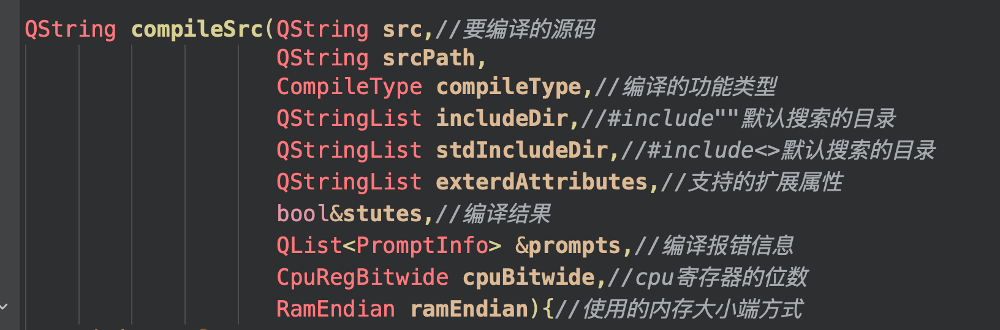 QString compileSrc(QString src,//要编译的源码
QString srcPath,
CompileType compileType,//编译的功能类型
QStringList includeDir,//#include""默认搜索的目录
QStringList stdIncludeDir,//#include<>默认搜索的目录
QStringList exterdAttributes,//支持的扩展属性
bool&stutes,//编译结果
QList<PromptInfo> &prompts,//编译报错信息
CpuRegBitwide cpuBitwide,//cpu寄存器的位数
RamEndian ramEndian){//使用的内存大小端方式